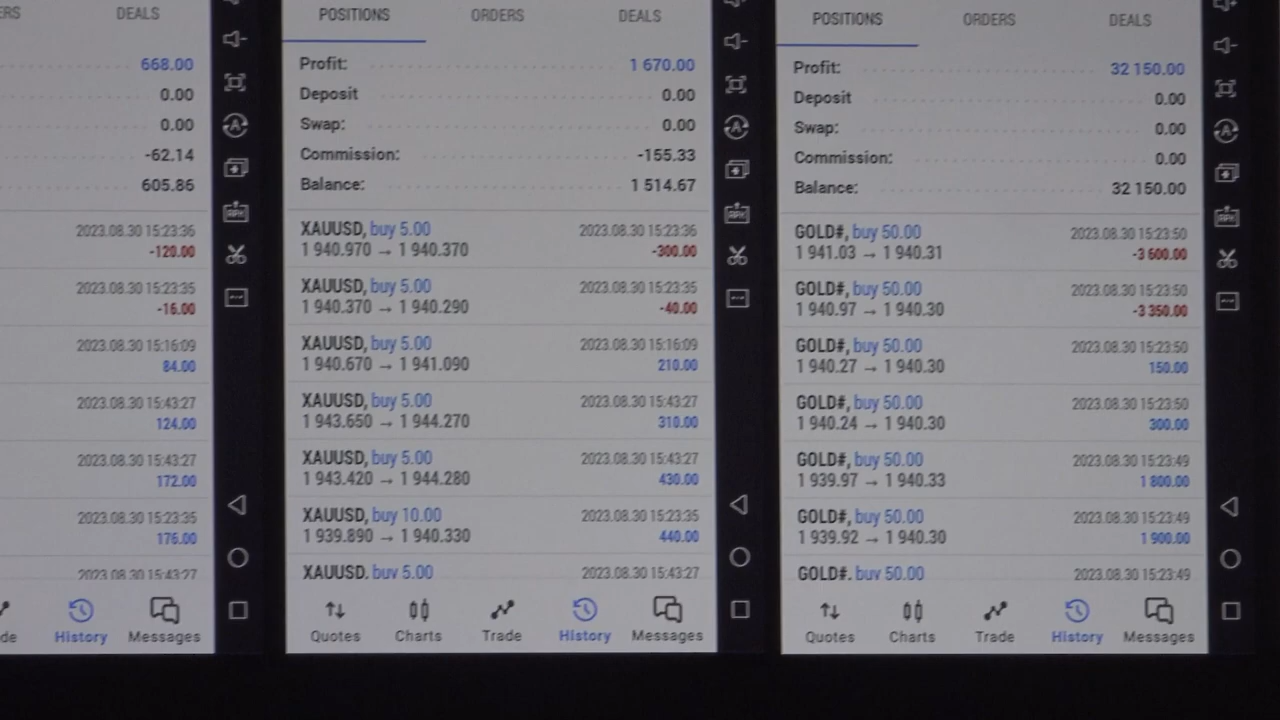 ERS DEALS
668.00
0.00
0.00
-62.14
605.86
2023.08.30 15:23:36
-120.00
2023.08.30 15:23:35
-16.00
2023.08.30 15:16:09
84.00
2023.08.30 15:43:27
124.00
2023.08.30 15:43:27
172.00
2023.08.30 15:23:35
176.00
2023.08.30 15:43:27
de History Messages
POSITIONS ORDERS DEALS
Profit: 1 670.00
Deposit 0.00
Swap: 0.00
Commission: -155.33
Balance: 1 514.67
XAUUSD, buy 5.00 2023.08.30 15:23:36
1 940.970 → 1 940.370 -300.00
XAUUSD, buy 5.00 2023.08.30 15:23:35
1 940.370 → 1 940.290 -40.00
XAUUSD, buy 5.00 2023.08.30 15:16:09
1 940.670 → 1 941.090 210.00
XAUUSD, buy 5.00 2023.08.30 15:43:27
1 943.650 → 1 944.270 310.00
XAUUSD, buy 5.00 2023.08.30 15:43:27
1 943.420 → 1 944.280 430.00
XAUUSD, buy 10.00 2023.08.30 15:23:35
1 939.890 → 1 940.330 440.00
XAUUSD, buy 5.00 2023.08.30 15:43:27
Quotes Charts Trade History Messages
POSITIONS ORDERS DEALS
Profit: 32 150.00
Deposit 0.00
Swap: 0.00
Commission: 0.00
Balance: 32 150.00
GOLD#, buy 50.00 2023.08.30 15:23:50
1 941.03 → 1 940.31 -3 600.00
GOLD#, buy 50.00 2023.08.30 15:23:50
1 940.97 → 1 940.30 -3 350.00
GOLD#, buy 50.00 2023.08.30 15:23:50
1 940.27 → 1 940.30 150.00
GOLD#, buy 50.00 2023.08.30 15:23:50
1 940.24 → 1 940.30 300.00
GOLD#, buy 50.00 2023.08.30 15:23:49
1 939.97 → 1 940.33 1 800.00
GOLD#, buy 50.00 2023.08.30 15:23:49
1 939.92 → 1 940.30 1 900.00
GOLD#, buy 50.00 2023.08.30 15:23:49
Quotes Charts Trade History Messages